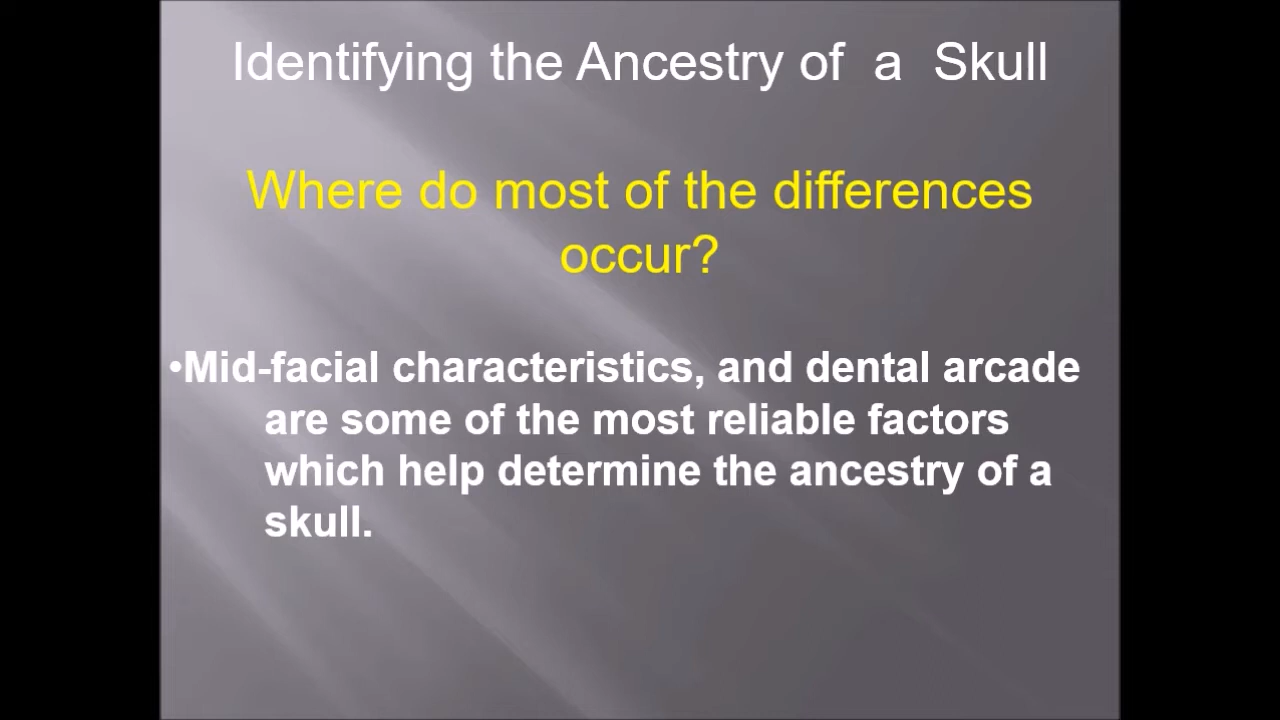 Identifying the Ancestry of a Skull
Where do most of the differences
occur?
•Mid-facial characteristics, and dental arcade
are some of the most reliable factors
which help determine the ancestry of a
skull.